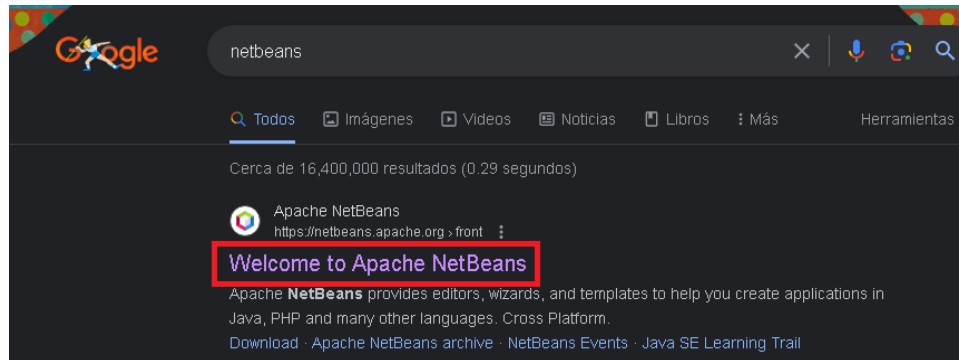 Google
netbeans
Todos Imágenes Videos Noticias Libros Más Herramientas
Cerca de 16,400,000 resultados (0.29 segundos)
Apache NetBeans
https://netbeans.apache.org › front
Welcome to Apache NetBeans
Apache NetBeans provides editors, wizards, and templates to help you create applications in
Java, PHP and many other languages. Cross Platform.
Download · Apache NetBeans archive · NetBeans Events · Java SE Learning Trail